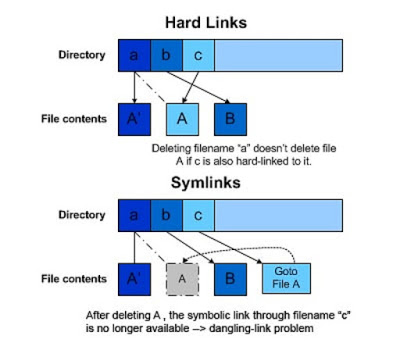 Hard Links
Directory a b c
File contents A' A B
Deleting filename "a" doesn't delete file
A if c is also hard-linked to it.
Symlinks
Directory a b c
File contents A' A B Goto
File A
After deleting A , the symbolic link through filename "c"
is no longer available --> dangling-link problem